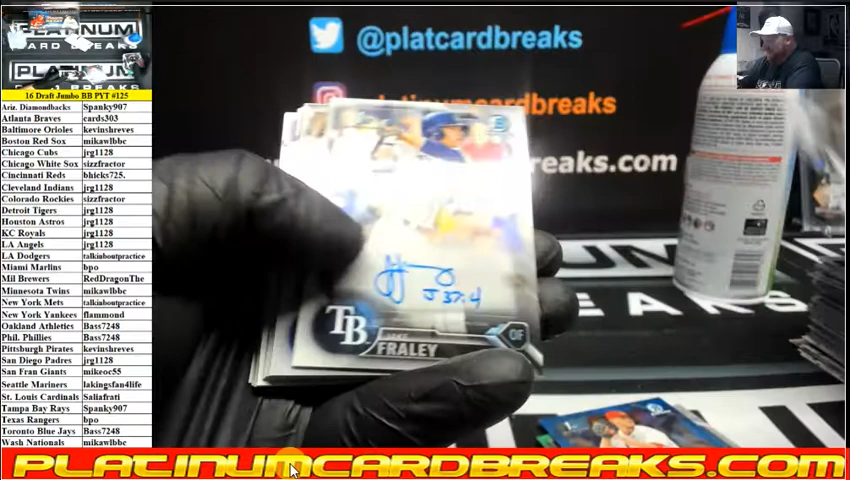 PLATINUM
CARD BREAKS
16 Draft Jumbo BB PYT #125
Ariz. Diamondbacks Spanky907
Atlanta Braves cards303
Baltimore Orioles kevinshreves
Boston Red Sox mikawlbbc
Chicago Cubs jrg1128
Chicago White Sox sizzfractor
Cincinnati Reds bhicks725.
Cleveland Indians jrg1128
Colorado Rockies sizzfractor
Detroit Tigers jrg1128
Houston Astros jrg1128
KC Royals jrg1128
LA Angels jrg1128
LA Dodgers talkinboutpractice
Miami Marlins bpo
Mil Brewers RedDragonThe
Minnesota Twins mikawlbbc
New York Mets talkinboutpractice
New York Yankees flammond
Oakland Athletics Bass7248
Phil. Phillies Bass7248
Pittsburgh Pirates kevinshreves
San Diego Padres jrg1128
San Fran Giants mikeoc55
Seattle Mariners lakingsfan4life
St. Louis Cardinals Saliafrati
Tampa Bay Rays Spanky907
Texas Rangers bpo
Toronto Blue Jays Bass7248
Wash Nationals mikawlbbc
@platcardbreaks
platinumcardbreaks
breaks.com
J 37:4
TB
FRALEY
OF
PLATINUMCARDBREAKS.COM